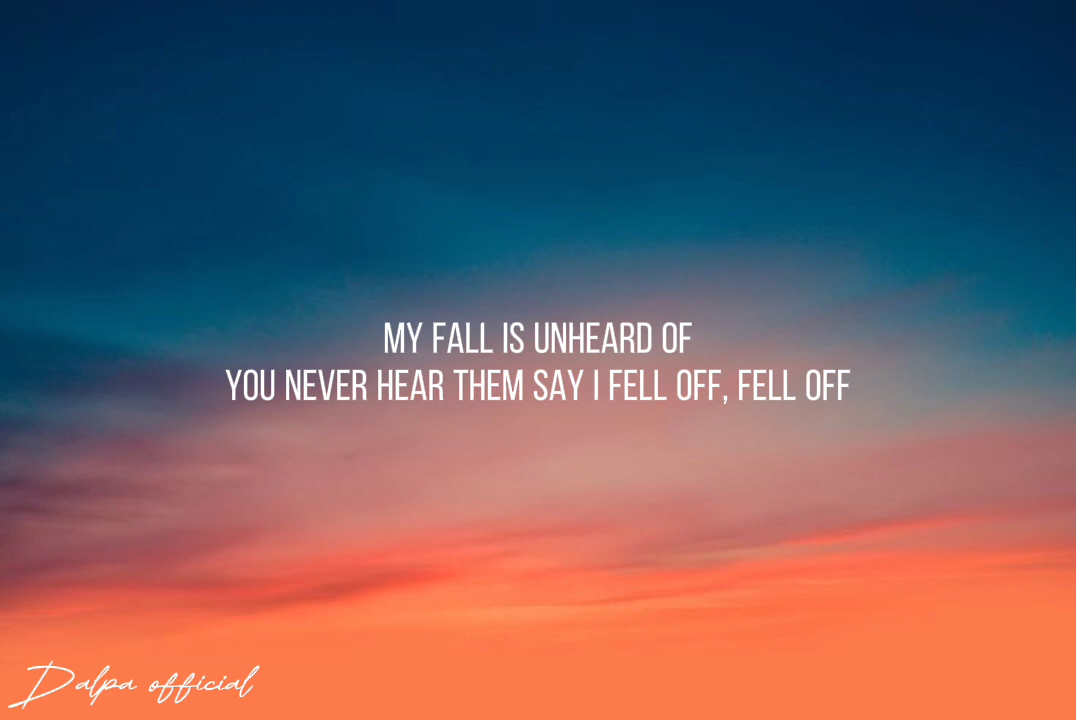 MY FALL IS UNHEARD OF
YOU NEVER HEAR THEM SAY I FELL OFF, FELL OFF
Dalpa official